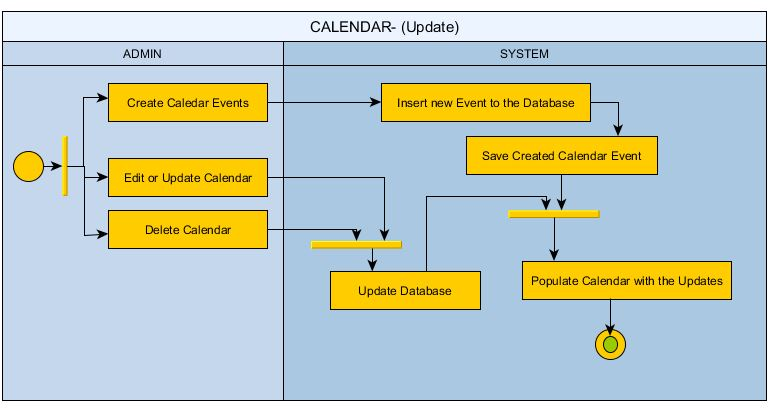 CALENDAR- (Update)
ADMIN
SYSTEM
Create Caledar Events
Insert new Event to the Database
Save Created Calendar Event
Edit or Update Calendar
Delete Calendar
Update Database
Populate Calendar with the Updates